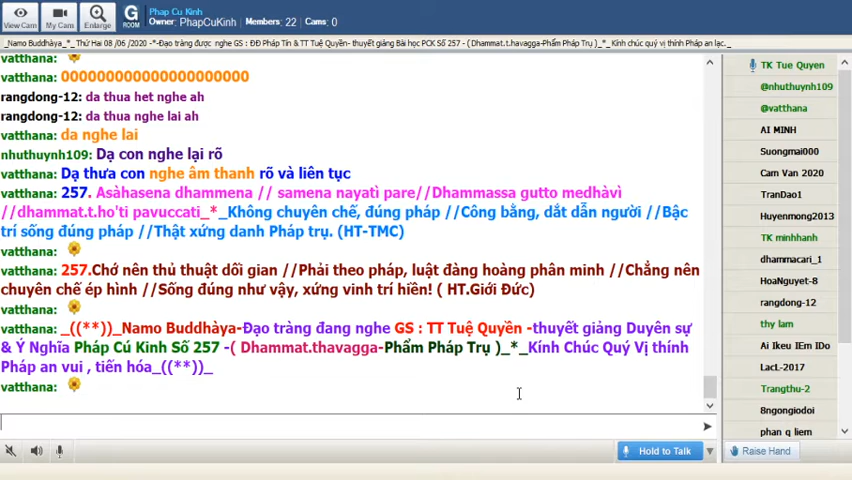 View Cam
My Cam
Enlarge
G
ROOM
Phap Cu Kinh
Owner: PhapCuKinh Members: 22 Cams: 0
_Namo Buddhàya_*_ Thứ Hai 08 /06 /2020 -*-Đạo tràng được nghe GS : ĐĐ Pháp Tín & TT Tuệ Quyền- thuyết giảng Bài học PCK Số 257 - ( Dhammat.t.havagga-Phẩm Pháp Trụ )_*_ Kính chúc quý vị thính Pháp an lạc._
vatthana:
vatthana: 0000000000000000000000
rangdong-12: da thua het nghe ah
rangdong-12: da thua nghe lai ah
vatthana: da nghe lai
nhuthuynh109: Dạ con nghe lại rõ
vatthana: Dạ thưa con nghe âm thanh rõ và liên tục
vatthana: 257. Asàhasena dhammena // samena nayatì pare//Dhammassa gutto medhàvì
//dhammat.t.ho'ti pavuccati_*_Không chuyên chế, đúng pháp //Công bằng, dắt dẫn người //Bậc
trí sống đúng pháp //Thật xứng danh Pháp trụ. (HT-TMC)
vatthana:
vatthana: 257.Chớ nên thủ thuật dối gian //Phải theo pháp, luật đàng hoàng phân minh //Chẳng nên
chuyên chế ép hình //Sống đúng như vậy, xứng vinh trí hiền! ( HT.Giới Đức)
vatthana:
vatthana: _((**))_Namo Buddhàya-Đạo tràng đang nghe GS : TT Tuệ Quyền -thuyết giảng Duyên sự
& Ý Nghĩa Pháp Cú Kinh Số 257 -( Dhammat.thavagga-Phẩm Pháp Trụ )_*_Kính Chúc Quý Vị thính
Pháp an vui , tiến hóa_((**))_
vatthana:
Hold to Talk
TK Tue Quyen
@nhuthuynh109
@vatthana
AI MINH
Suongmai000
Cam Van 2020
TranDao1
Huyenmong2013
TK minhhanh
dhammacari_1
HoaNguyet-8
rangdong-12
thy lam
Ai Ikeu IEm IDo
LacL-2017
Trangthu-2
8ngongiodoi
phan q liem
Raise Hand